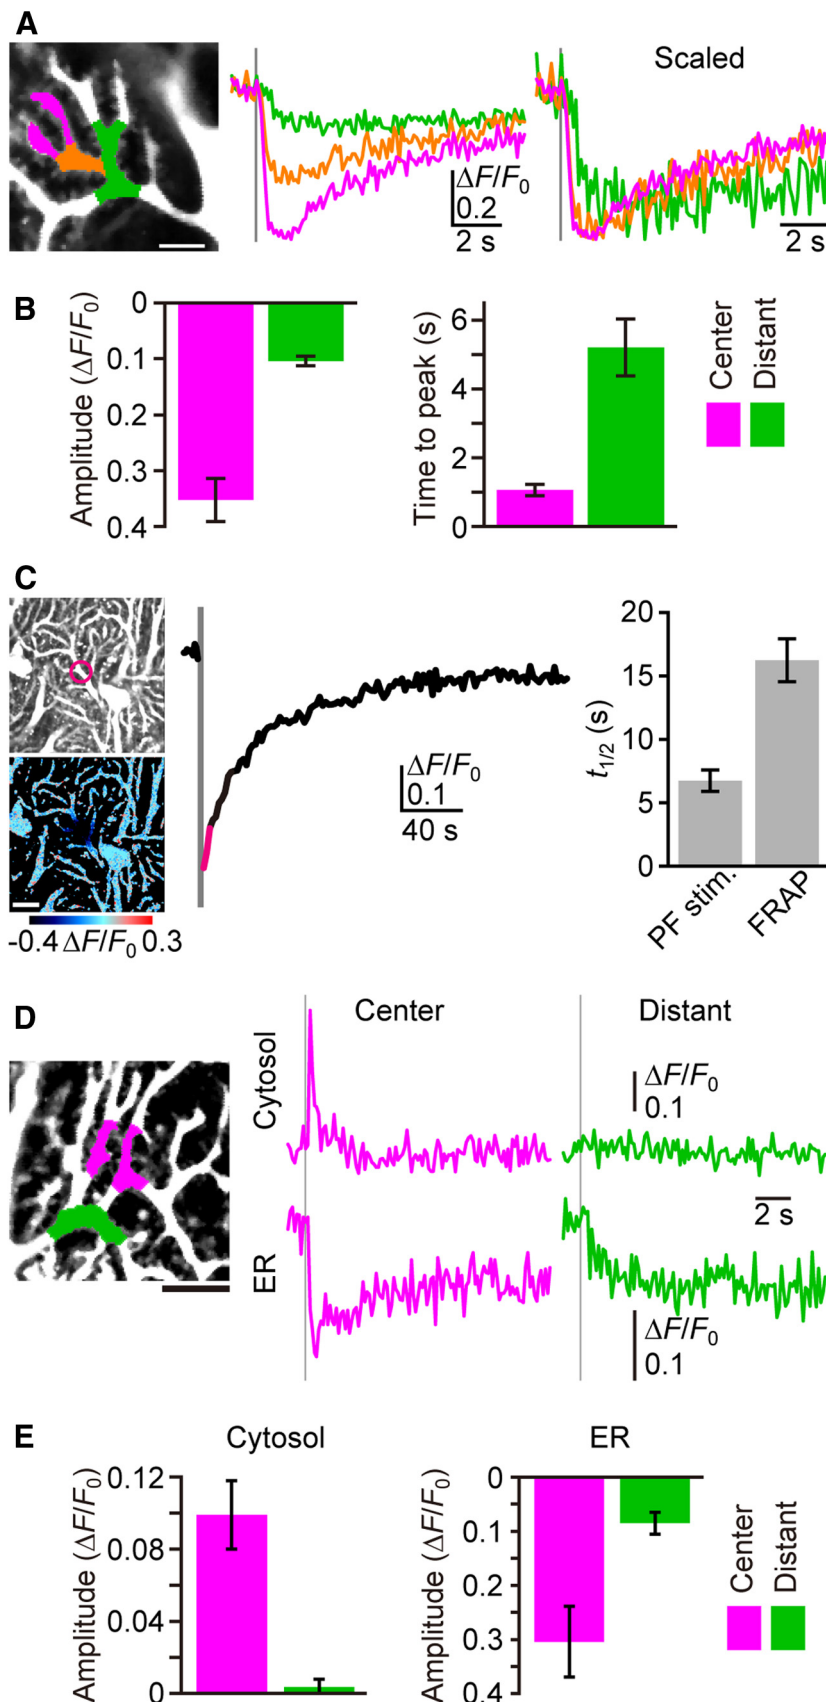 A
Scaled
ΔF/F0
0.2
2 s
2 s
B
Amplitude (ΔF/F0)
0
0.1
0.2
0.3
0.4
Time to peak (s)
6
4
2
0
Center
Distant
C
ΔF/F0
0.1
40 s
-0.4 ΔF/F0 0.3
t1/2 (s)
20
15
10
5
0
PF stim.
FRAP
D
Center
Distant
Cytosol
ΔF/F0
0.1
2 s
ER
ΔF/F0
0.1
E
Cytosol
ER
Amplitude (ΔF/F0)
0.12
0.08
0.04
0
Amplitude (ΔF/F0)
0
0.1
0.2
0.3
0.4
Center
Distant